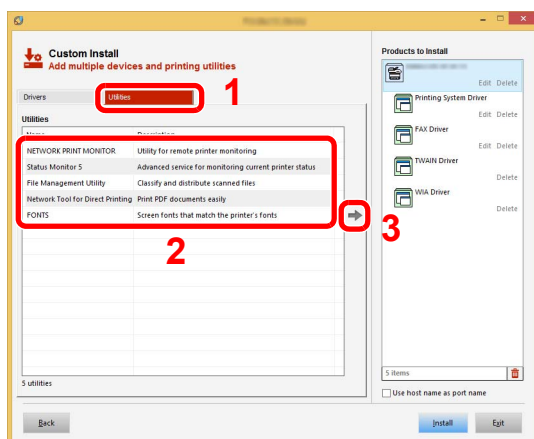 Custom Install
Add multiple devices and printing utilities
1
Drivers
Utilities
Utilities
NETWORK PRINT MONITOR Utility for remote printer monitoring
Status Monitor 5 Advanced service for monitoring current printer status
File Management Utility Classify and distribute scanned files
Network Tool for Direct Printing Print PDF documents easily
FONTS Screen fonts that match the printer's fonts
2
3
5 utilities
Products to Install
Edit Delete
Printing System Driver
Edit Delete
FAX Driver
Edit Delete
TWAIN Driver
Delete
WIA Driver
Delete
5 items
Use host name as port name
Back
Install
Exit